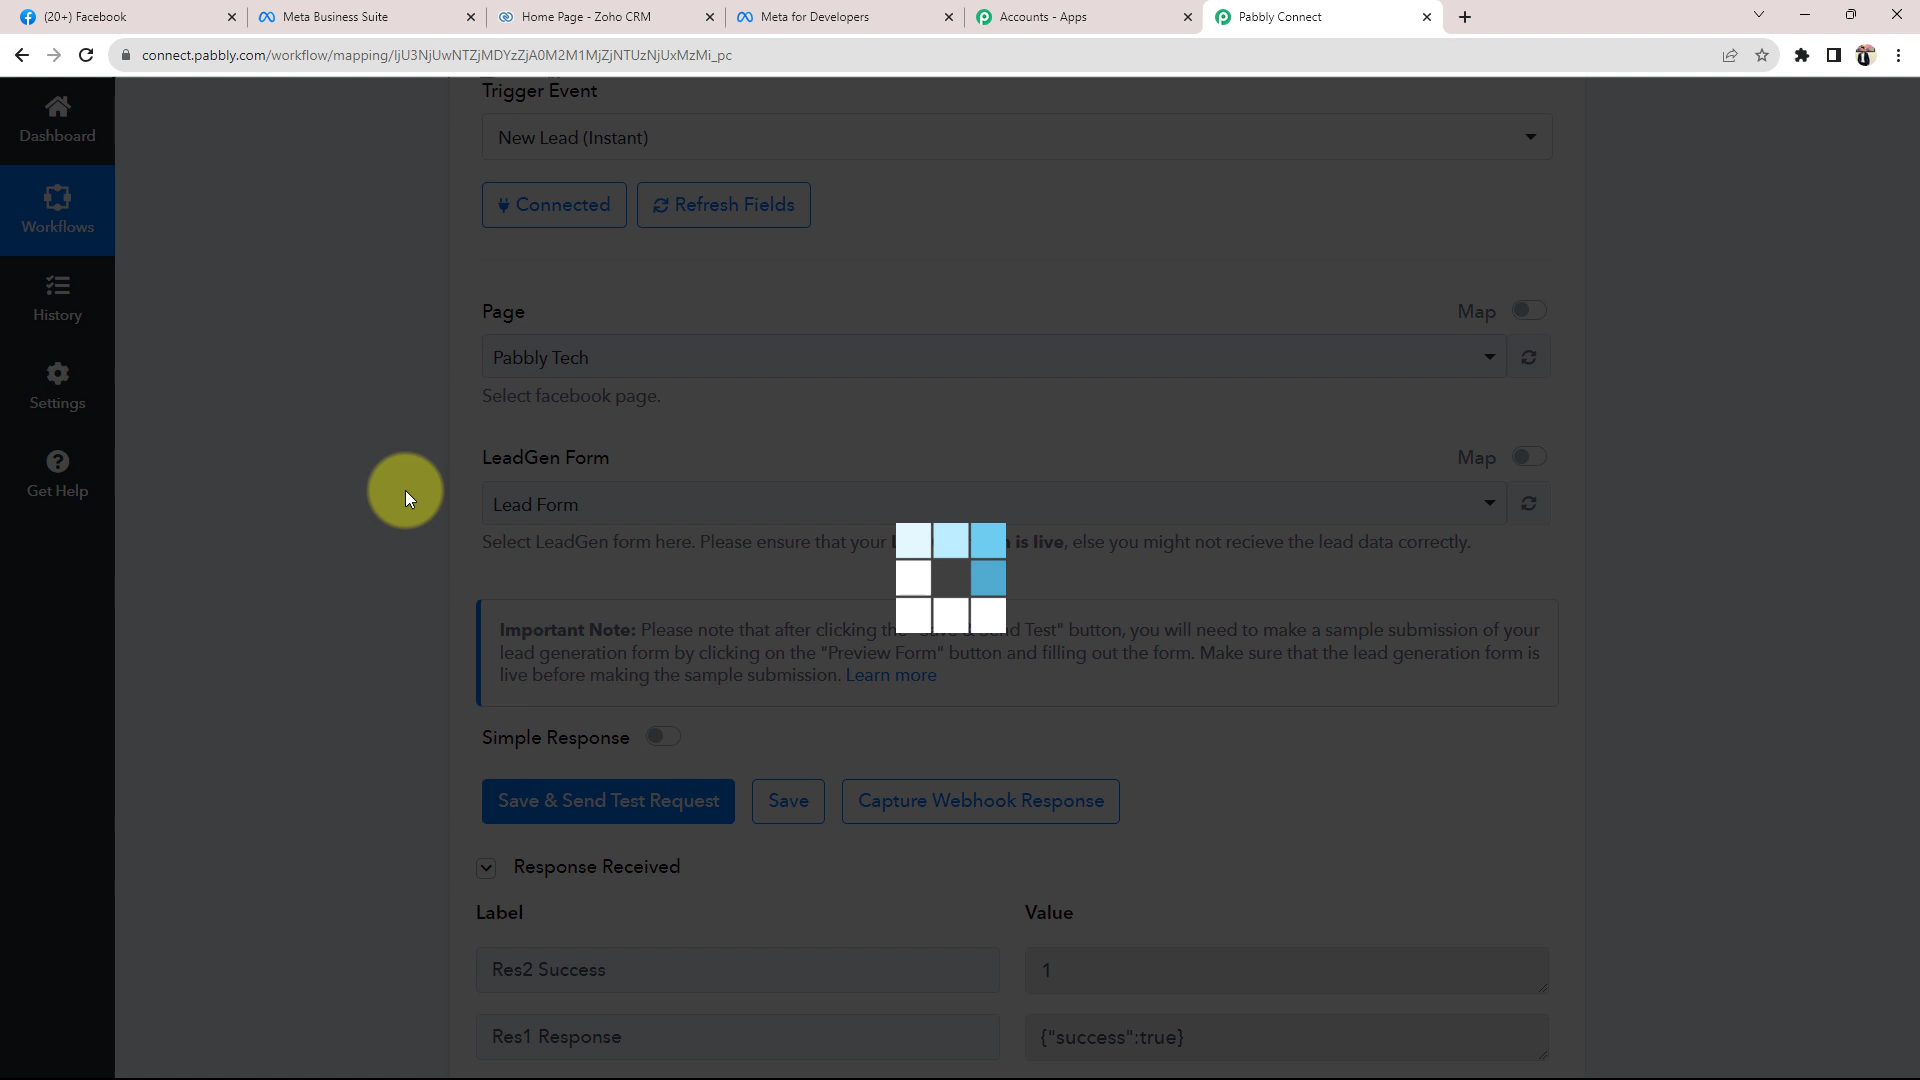 (20+) Facebook
Meta Business Suite
Home Page - Zoho CRM
Meta for Developers
Accounts - Apps
Pabbly Connect
connect.pabbly.com/workflow/mapping/IjU3NjUwNTZjMDYzZjA0M2M1MjZjNTUzNjUxMzMi_pc
Dashboard
Workflows
History
Settings
Get Help
Trigger Event
New Lead (Instant)
Connected
Refresh Fields
Page
Map
Pabbly Tech
Select facebook page.
LeadGen Form
Map
Lead Form
Select LeadGen form here. Please ensure that your is live, else you might not recieve the lead data correctly.
Important Note: Please note that after clicking the "Save & Send Test" button, you will need to make a sample submission of your
lead generation form by clicking on the "Preview Form" button and filling out the form. Make sure that the lead generation form is
live before making the sample submission. Learn more
Simple Response
Save & Send Test Request
Save
Capture Webhook Response
Response Received
Label
Value
Res2 Success
1
Res1 Response
{"success":true}